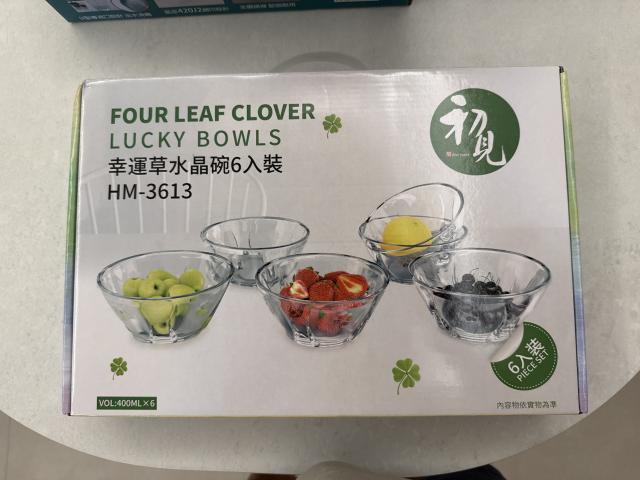 FOUR LEAF CLOVER
LUCKY BOWLS
幸運草水晶碗6入裝
HM-3613
初見
6入裝
PIECE SET
VOL:400ML×6
內容物依實物為準